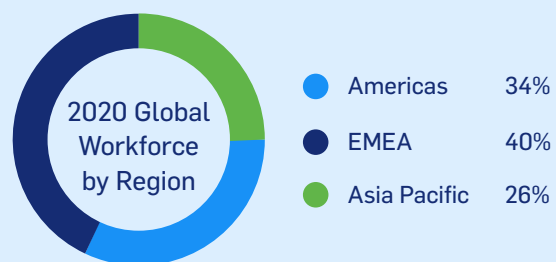 2020 Global
Workforce
by Region
Americas 34%
EMEA 40%
Asia Pacific 26%